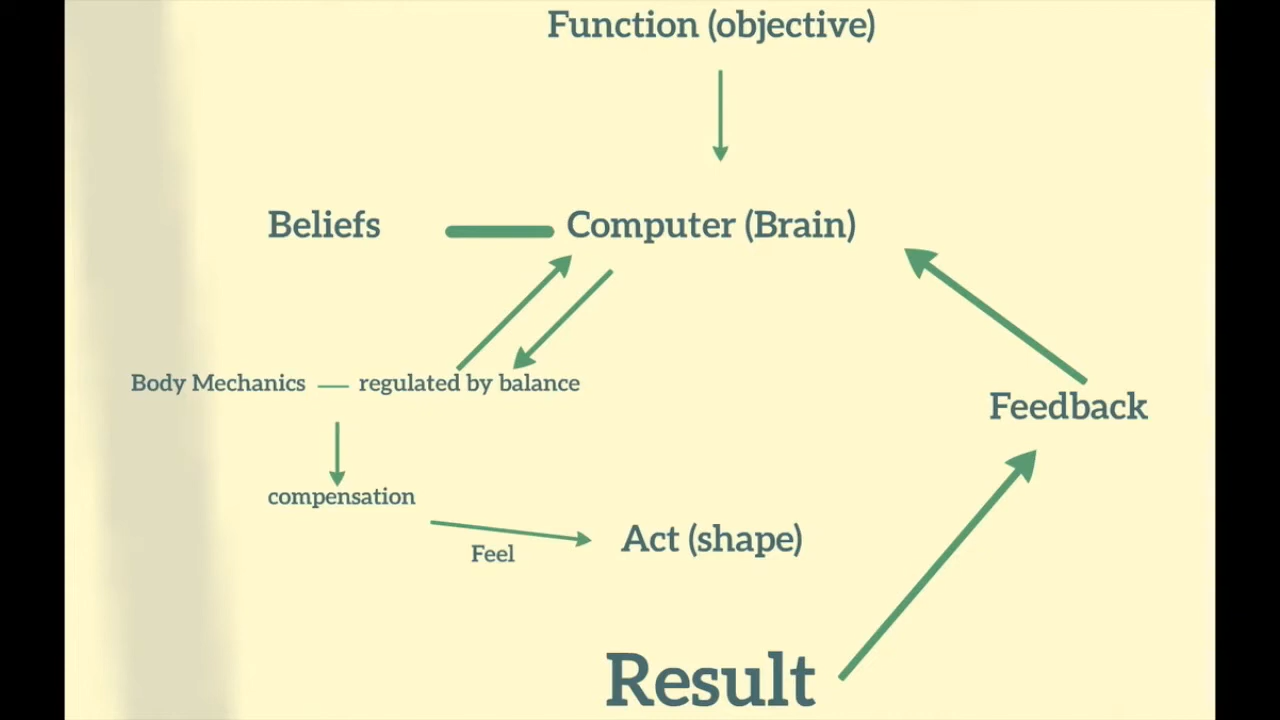 Function (objective)
Beliefs
Computer (Brain)
Body Mechanics
regulated by balance
Feedback
compensation
Feel
Act (shape)
Result